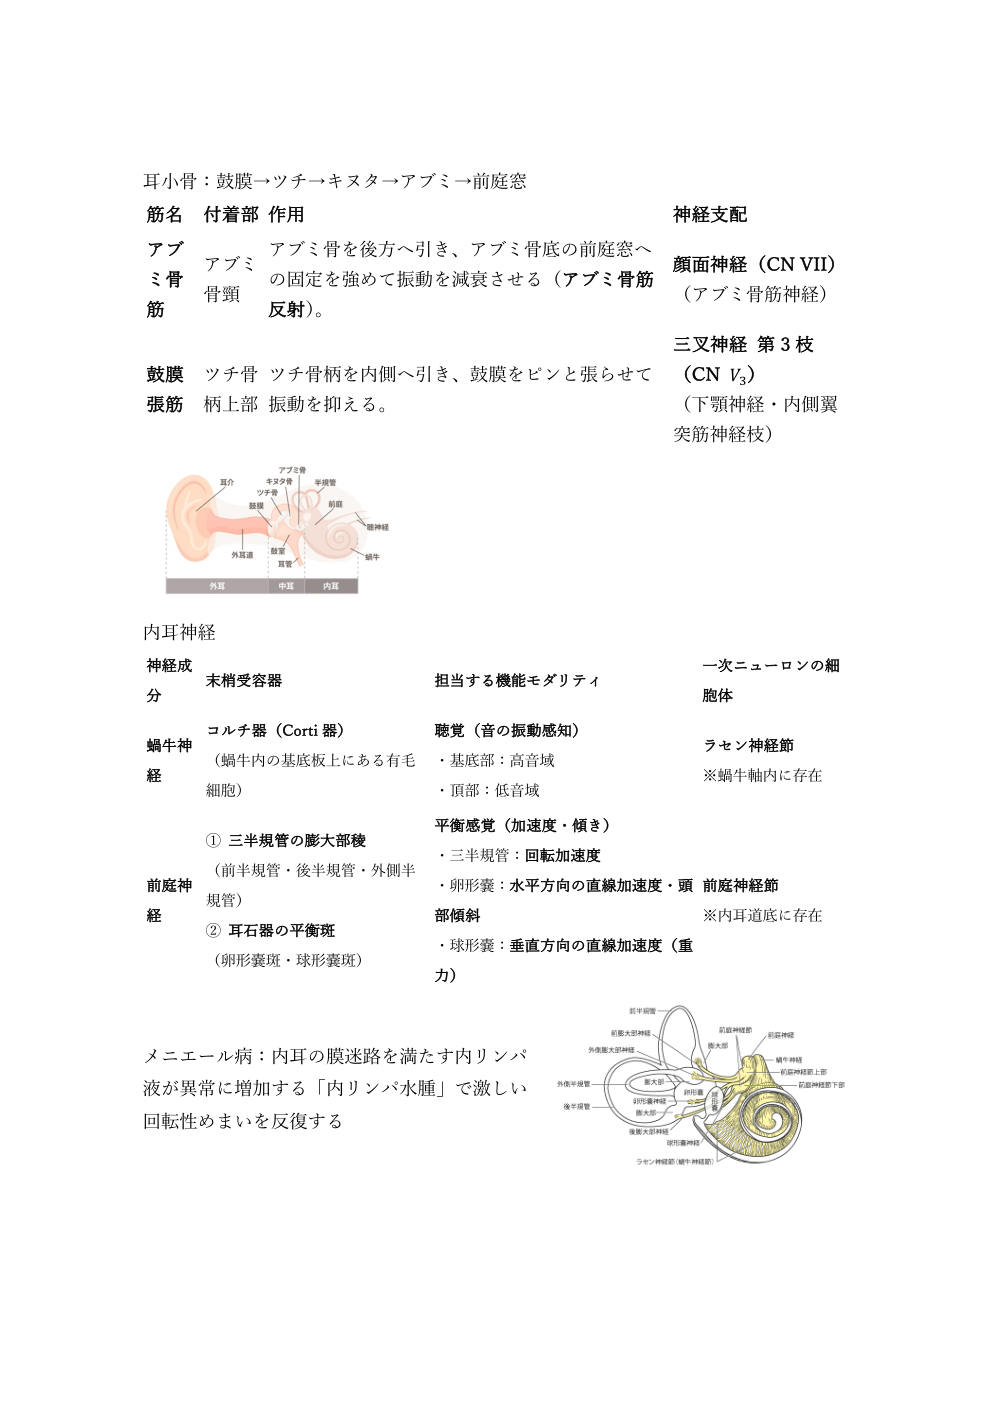 耳小骨：鼓膜→ツチ→キヌタ→アブミ→前庭窓
筋名 付着部 作用 神経支配
アブ
ミ骨
筋
アブミ
骨頸
アブミ骨を後方へ引き、アブミ骨底の前庭窓へ
の固定を強めて振動を減衰させる（アブミ骨筋
反射）。
顔面神経（CN VII）
（アブミ骨筋神経）
鼓膜
張筋
ツチ骨
柄上部
ツチ骨柄を内側へ引き、鼓膜をピンと張らせて
振動を抑える。
三叉神経 第 3 枝
（CN V₃）
（下顎神経・内側翼
突筋神経枝）
アブミ骨
キヌタ骨
ツチ骨
鼓膜
耳介
半規管
前庭
聴神経
蝸牛
外耳道
鼓室
耳管
外耳 中耳 内耳
内耳神経
神経成
分
末梢受容器
担当する機能モダリティ
一次ニューロンの細
胞体
蝸牛神
経
コルチ器（Corti 器）
（蝸牛内の基底板上にある有毛
細胞）
聴覚（音の振動感知）
・基底部：高音域
・頂部：低音域
ラセン神経節
※蝸牛軸内に存在
前庭神
経
① 三半規管の膨大部稜
（前半規管・後半規管・外側半
規管）
② 耳石器の平衡斑
（卵形嚢斑・球形嚢斑）
平衡感覚（加速度・傾き）
・三半規管：回転加速度
・卵形嚢：水平方向の直線加速度・頭
部傾斜
・球形嚢：垂直方向の直線加速度（重
力）
前庭神経節
※内耳道底に存在
メニエール病：内耳の膜迷路を満たす内リンパ
液が異常に増加する「内リンパ水腫」で激しい
回転性めまいを反復する
前半規管
前膨大部神経
外側膨大部神経
外側半規管
後半規管
膨大部
前庭神経節
前庭神経
蝸牛神経
前庭神経節上部
前庭神経節下部
膨大部
卵形嚢
球形嚢
卵形嚢神経
膨大部
後膨大部神経
球形嚢神経
ラセン神経節(蝸牛神経節)